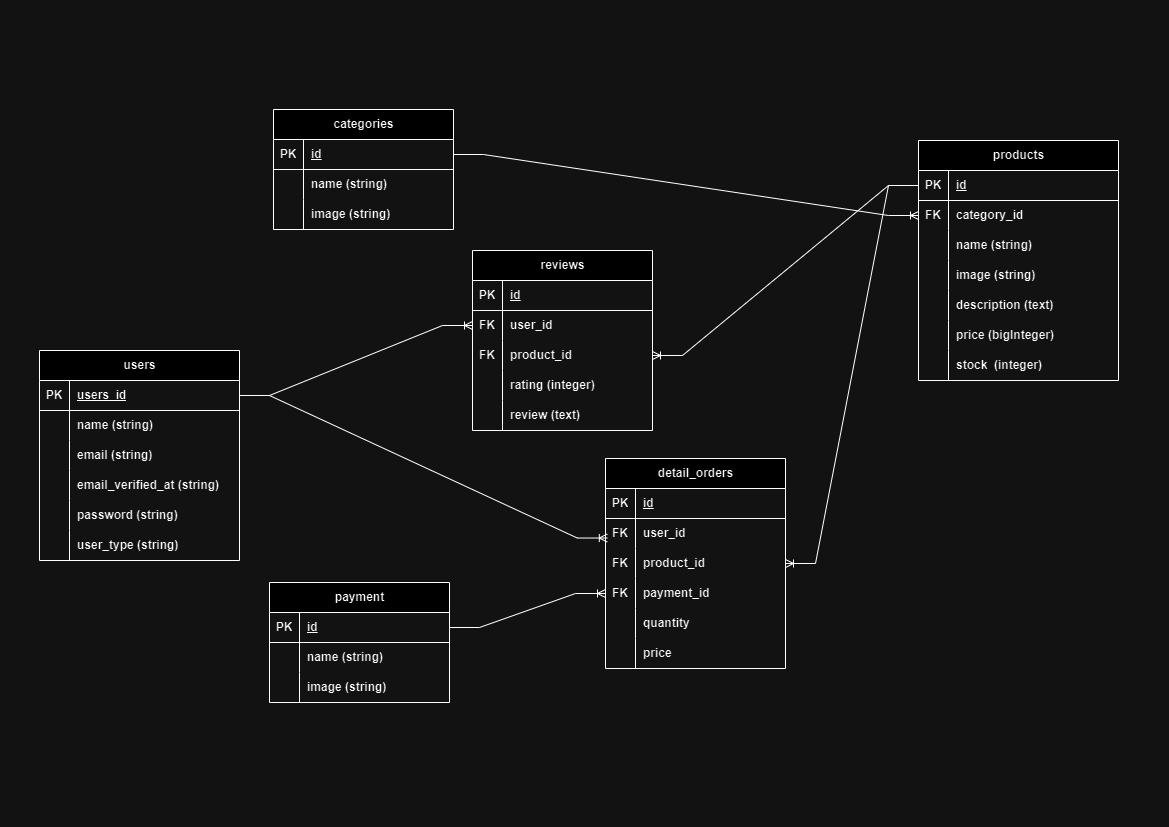 categories
PK id
name (string)
image (string)
products
PK id
FK category_id
name (string)
image (string)
description (text)
price (bigInteger)
stock  (integer)
reviews
PK id
FK user_id
FK product_id
rating (integer)
review (text)
users
PK users_id
name (string)
email (string)
email_verified_at (string)
password (string)
user_type (string)
detail_orders
PK id
FK user_id
FK product_id
FK payment_id
quantity
price
payment
PK id
name (string)
image (string)